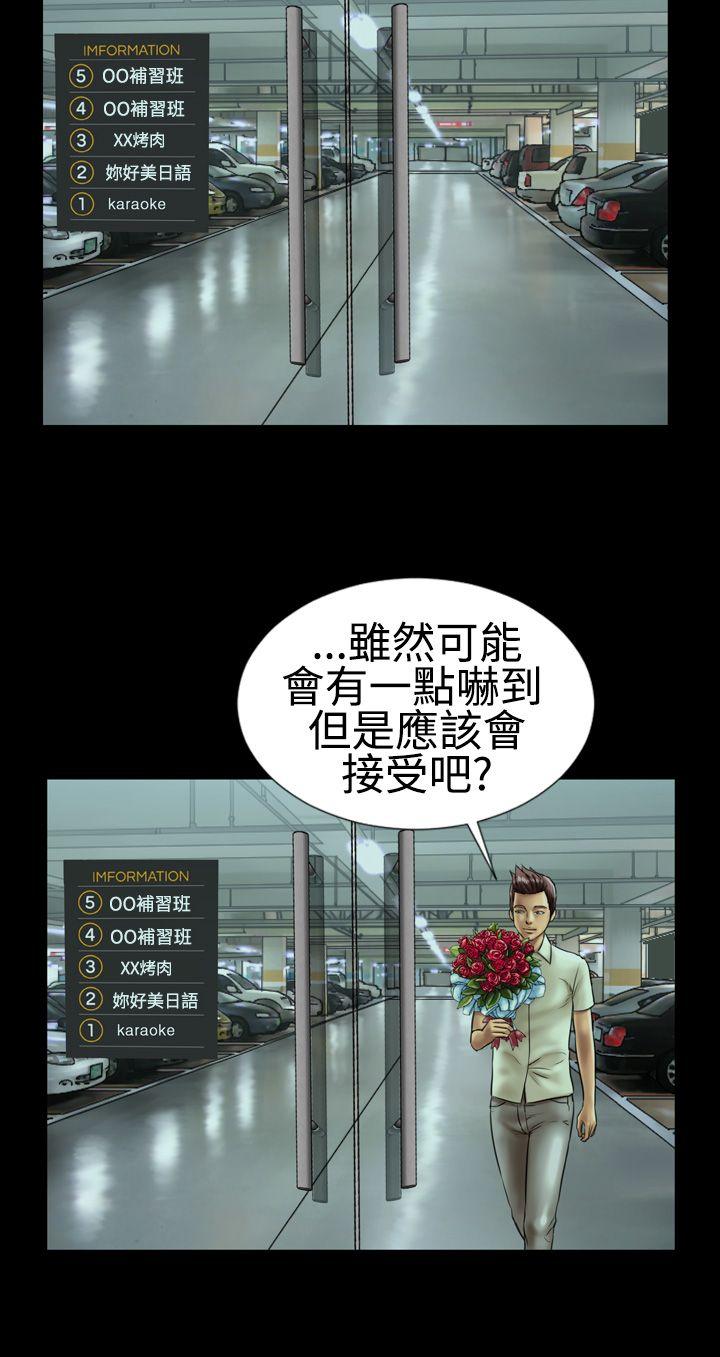 IMFORMATION
5 OO補習班
4 OO補習班
3 XX烤肉
2 妳好美日語
1 karaoke
...雖然可能
會有一點嚇到
但是應該會
接受吧?
IMFORMATION
5 OO補習班
4 OO補習班
3 XX烤肉
2 妳好美日語
1 karaoke